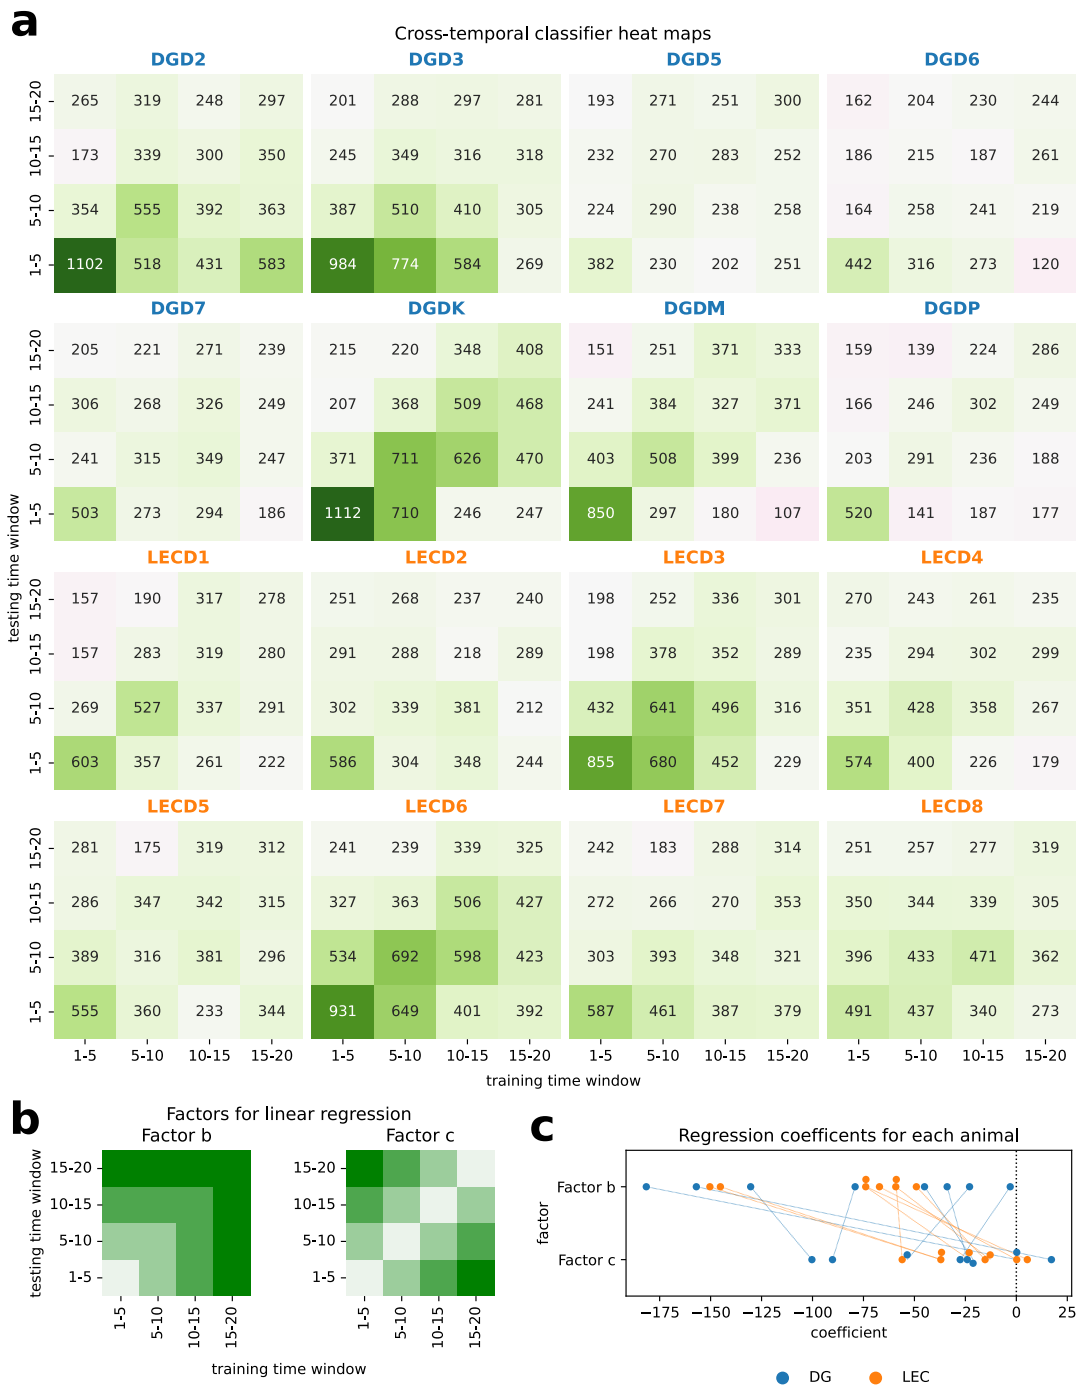 a
Cross-temporal classifier heat maps
DGD2 DGD3 DGD5 DGD6
15-20 265 319 248 297 201 288 297 281 193 271 251 300 162 204 230 244
10-15 173 339 300 350 245 349 316 318 232 270 283 252 186 215 187 261
5-10 354 555 392 363 387 510 410 305 224 290 238 258 164 258 241 219
1-5 1102 518 431 583 984 774 584 269 382 230 202 251 442 316 273 120
DGD7 DGDK DGDM DGDP
15-20 205 221 271 239 215 220 348 408 151 251 371 333 159 139 224 286
10-15 306 268 326 249 207 368 509 468 241 384 327 371 166 246 302 249
5-10 241 315 349 247 371 711 626 470 403 508 399 236 203 291 236 188
1-5 503 273 294 186 1112 710 246 247 850 297 180 107 520 141 187 177
testing time window
LECD1 LECD2 LECD3 LECD4
15-20 157 190 317 278 251 268 237 240 198 252 336 301 270 243 261 235
10-15 157 283 319 280 291 288 218 289 198 378 352 289 235 294 302 299
5-10 269 527 337 291 302 339 381 212 432 641 496 316 351 428 358 267
1-5 603 357 261 222 586 304 348 244 855 680 452 229 574 400 226 179
LECD5 LECD6 LECD7 LECD8
15-20 281 175 319 312 241 239 339 325 242 183 288 314 251 257 277 319
10-15 286 347 342 315 327 363 506 427 272 266 270 353 350 344 339 305
5-10 389 316 381 296 534 692 598 423 303 393 348 321 396 433 471 362
1-5 555 360 233 344 931 649 401 392 587 461 387 379 491 437 340 273
1-5 5-10 10-15 15-20 1-5 5-10 10-15 15-20 1-5 5-10 10-15 15-20 1-5 5-10 10-15 15-20
training time window
b
Factors for linear regression
Factor b Factor c
testing time window
15-20 15-20
10-15 10-15
5-10 5-10
1-5 1-5
1-5 5-10 10-15 15-20 1-5 5-10 10-15 15-20
training time window
c
Regression coefficents for each animal
factor
Factor b
Factor c
−175 −150 −125 −100 −75 −50 −25 0 25
coefficient
DG LEC